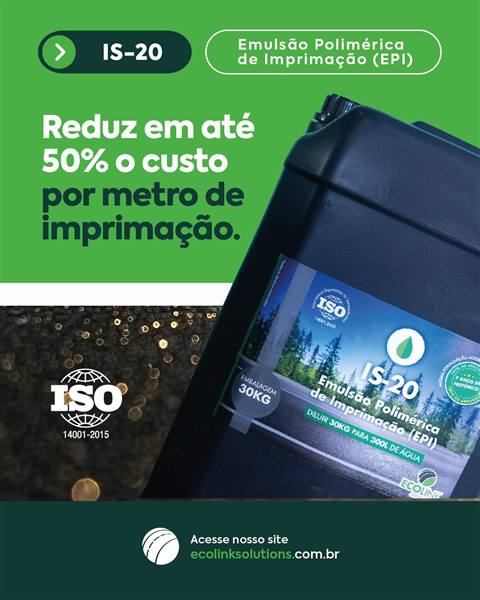 IS-20
Emulsão Polimérica
de Imprimação (EPI)
Reduz em até
50% o custo
por metro de
imprimação.
ISO
14001:2015
IS-20
Emulsão Polimérica
de Imprimação (EPI)
DILUIR 30KG PARA 300L DE ÁGUA
EMBALAGEM
30KG
ECOLINK
ISO
14001-2015
Acesse nosso site
ecolinksolutions.com.br